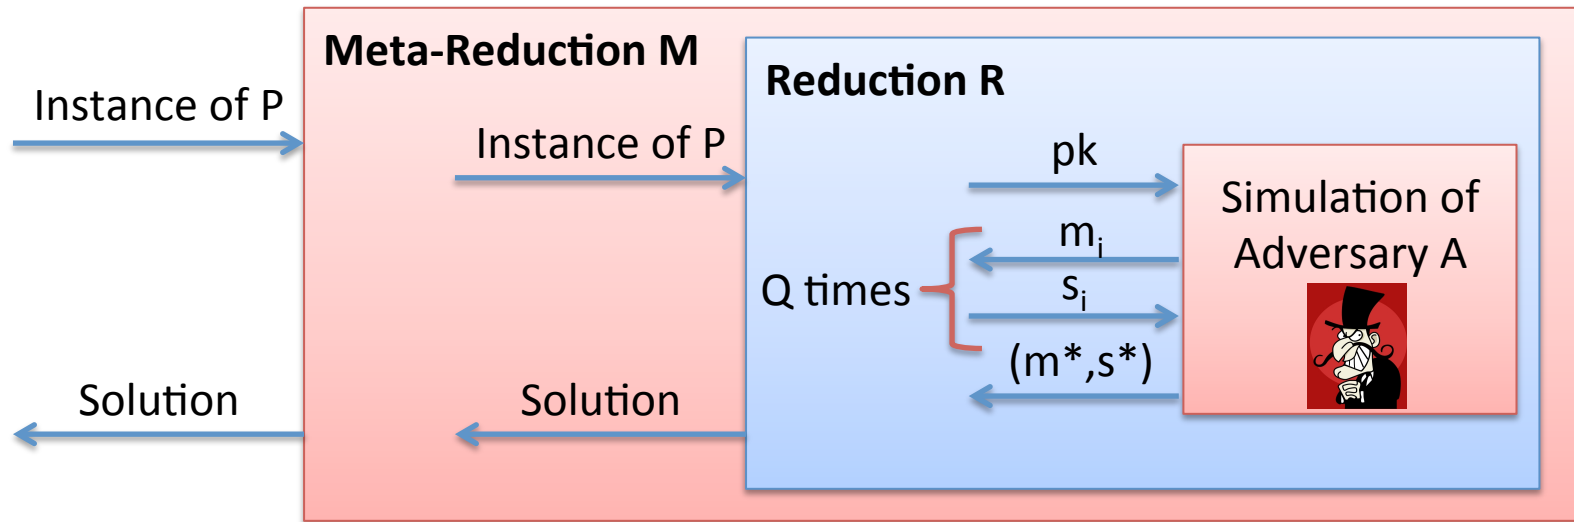 Meta-Reduction M
Reduction R
Instance of P
Instance of P
pk
Simulation of
Adversary A
mᵢ
Q times
sᵢ
(m*,s*)
Solution
Solution